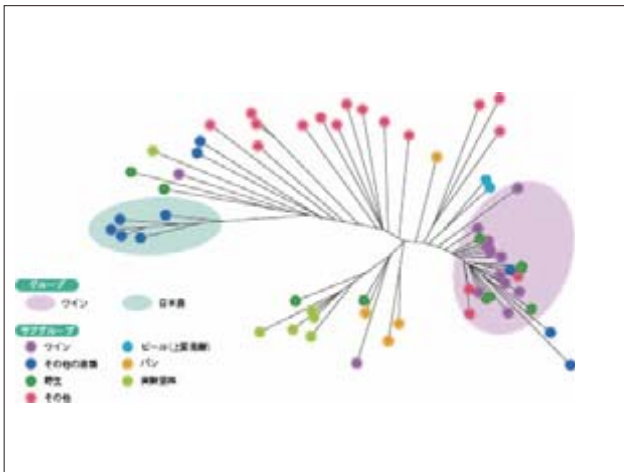 グループ
ワイン
日本酒
サブグループ
ワイン
ビール(上面発酵)
その他の酒類
パン
野生
実験室株
その他